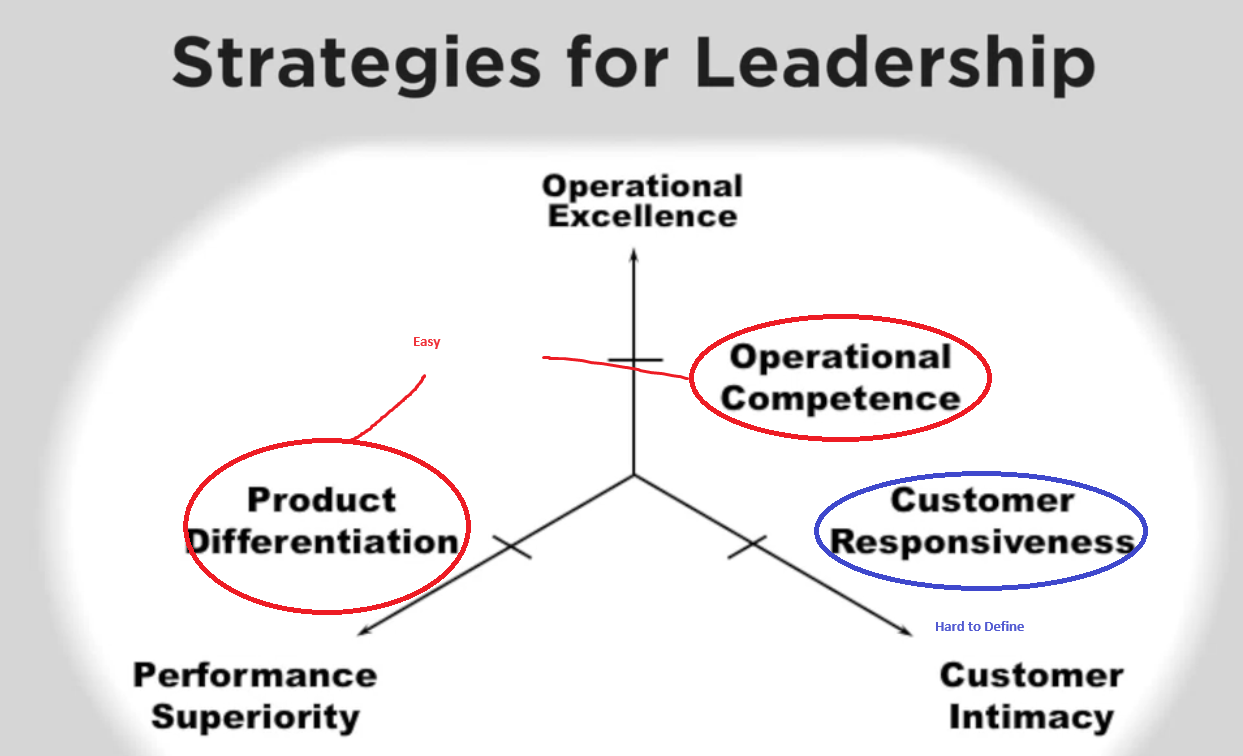 Strategies for Leadership
Operational
Excellence
Easy
Operational
Competence
Product
Differentiation
Customer
Responsiveness
Hard to Define
Performance
Superiority
Customer
Intimacy